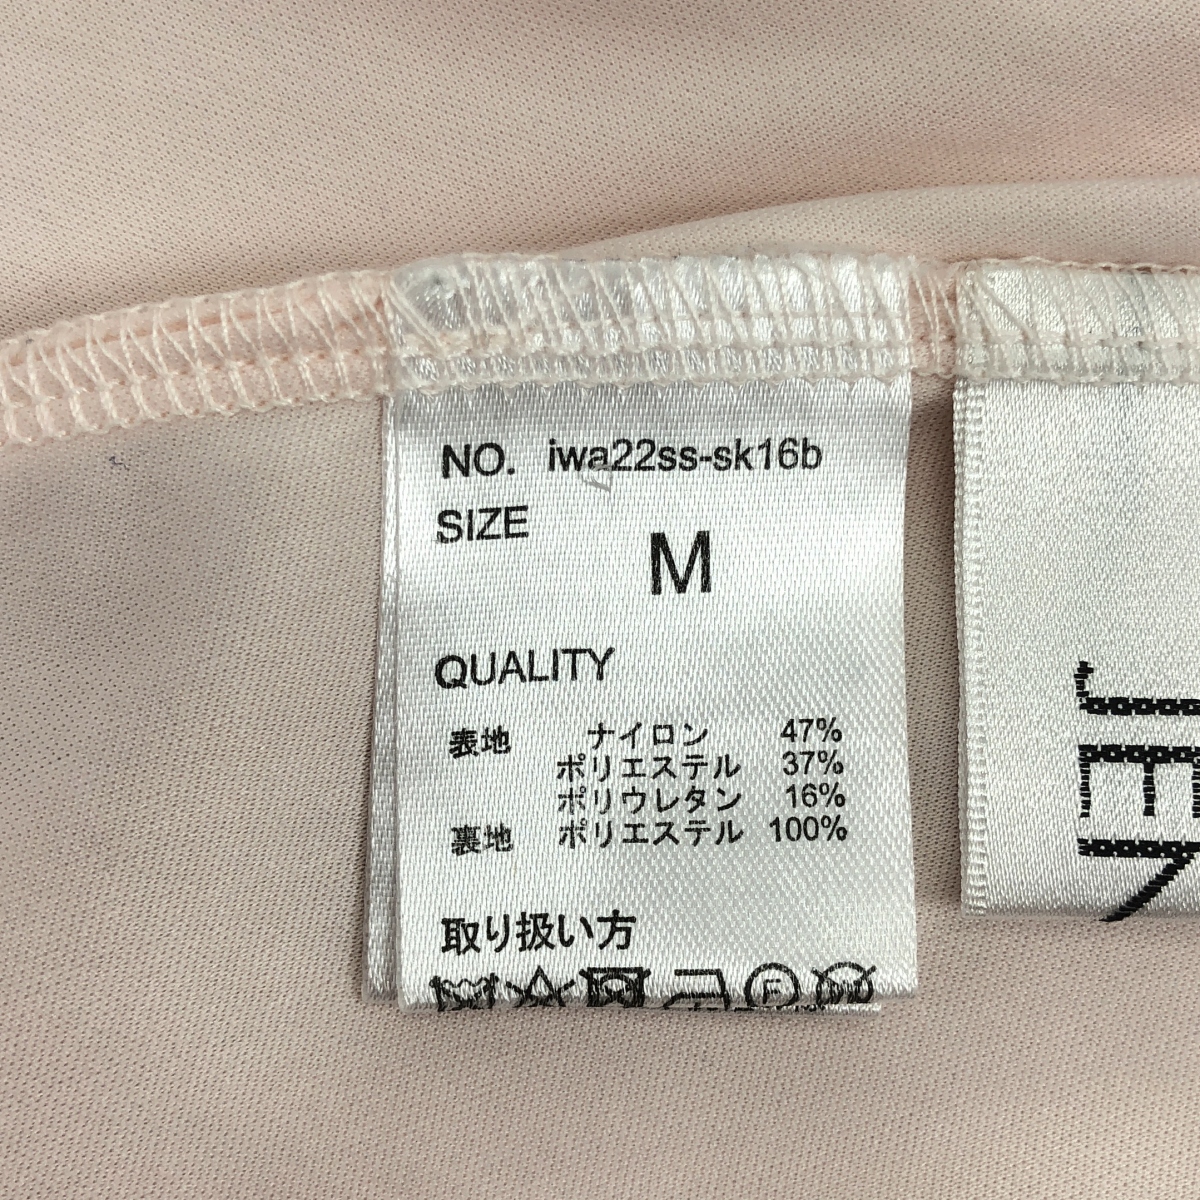 NO. iwa22ss-sk16b
SIZE
M
QUALITY
表地 ナイロン 47%
ポリエステル 37%
ポリウレタン 16%
裏地 ポリエステル 100%
取り扱い方
F